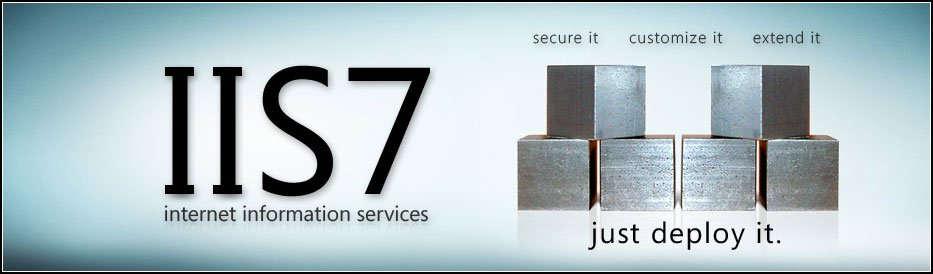 IIS7
internet information services
secure it customize it extend it
just deploy it.